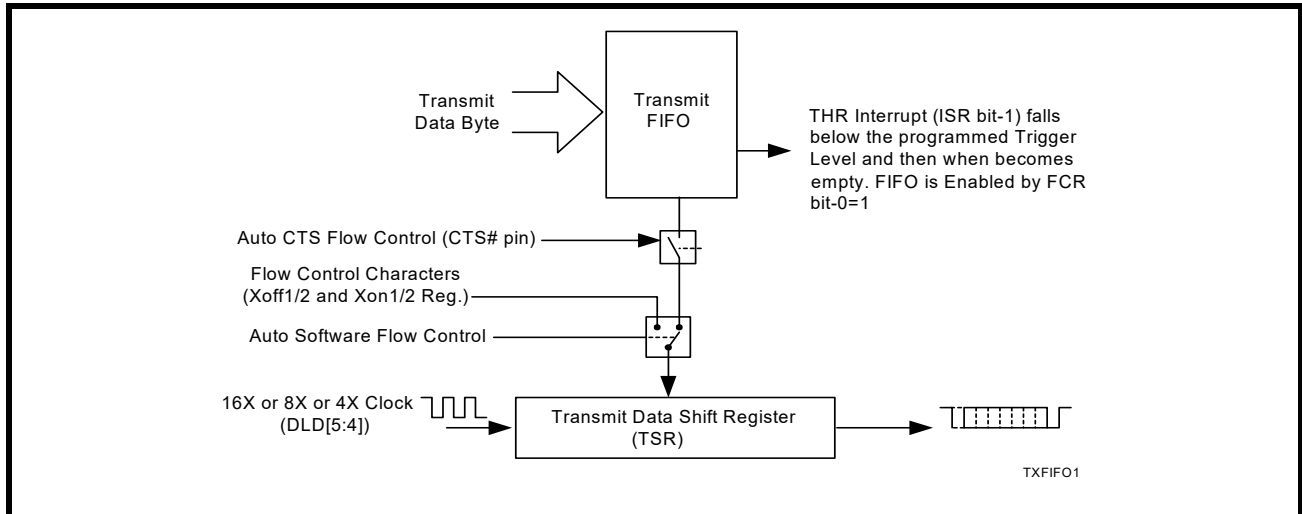 Transmit
FIFO
Transmit
Data Byte
THR Interrupt (ISR bit-1) falls
below the programmed Trigger
Level and then when becomes
empty. FIFO is Enabled by FCR
bit-0=1
Auto CTS Flow Control (CTS# pin)
Flow Control Characters
(Xoff1/2 and Xon1/2 Reg.)
Auto Software Flow Control
16X or 8X or 4X Clock
(DLD[5:4])
Transmit Data Shift Register
(TSR)
TXFIFO1